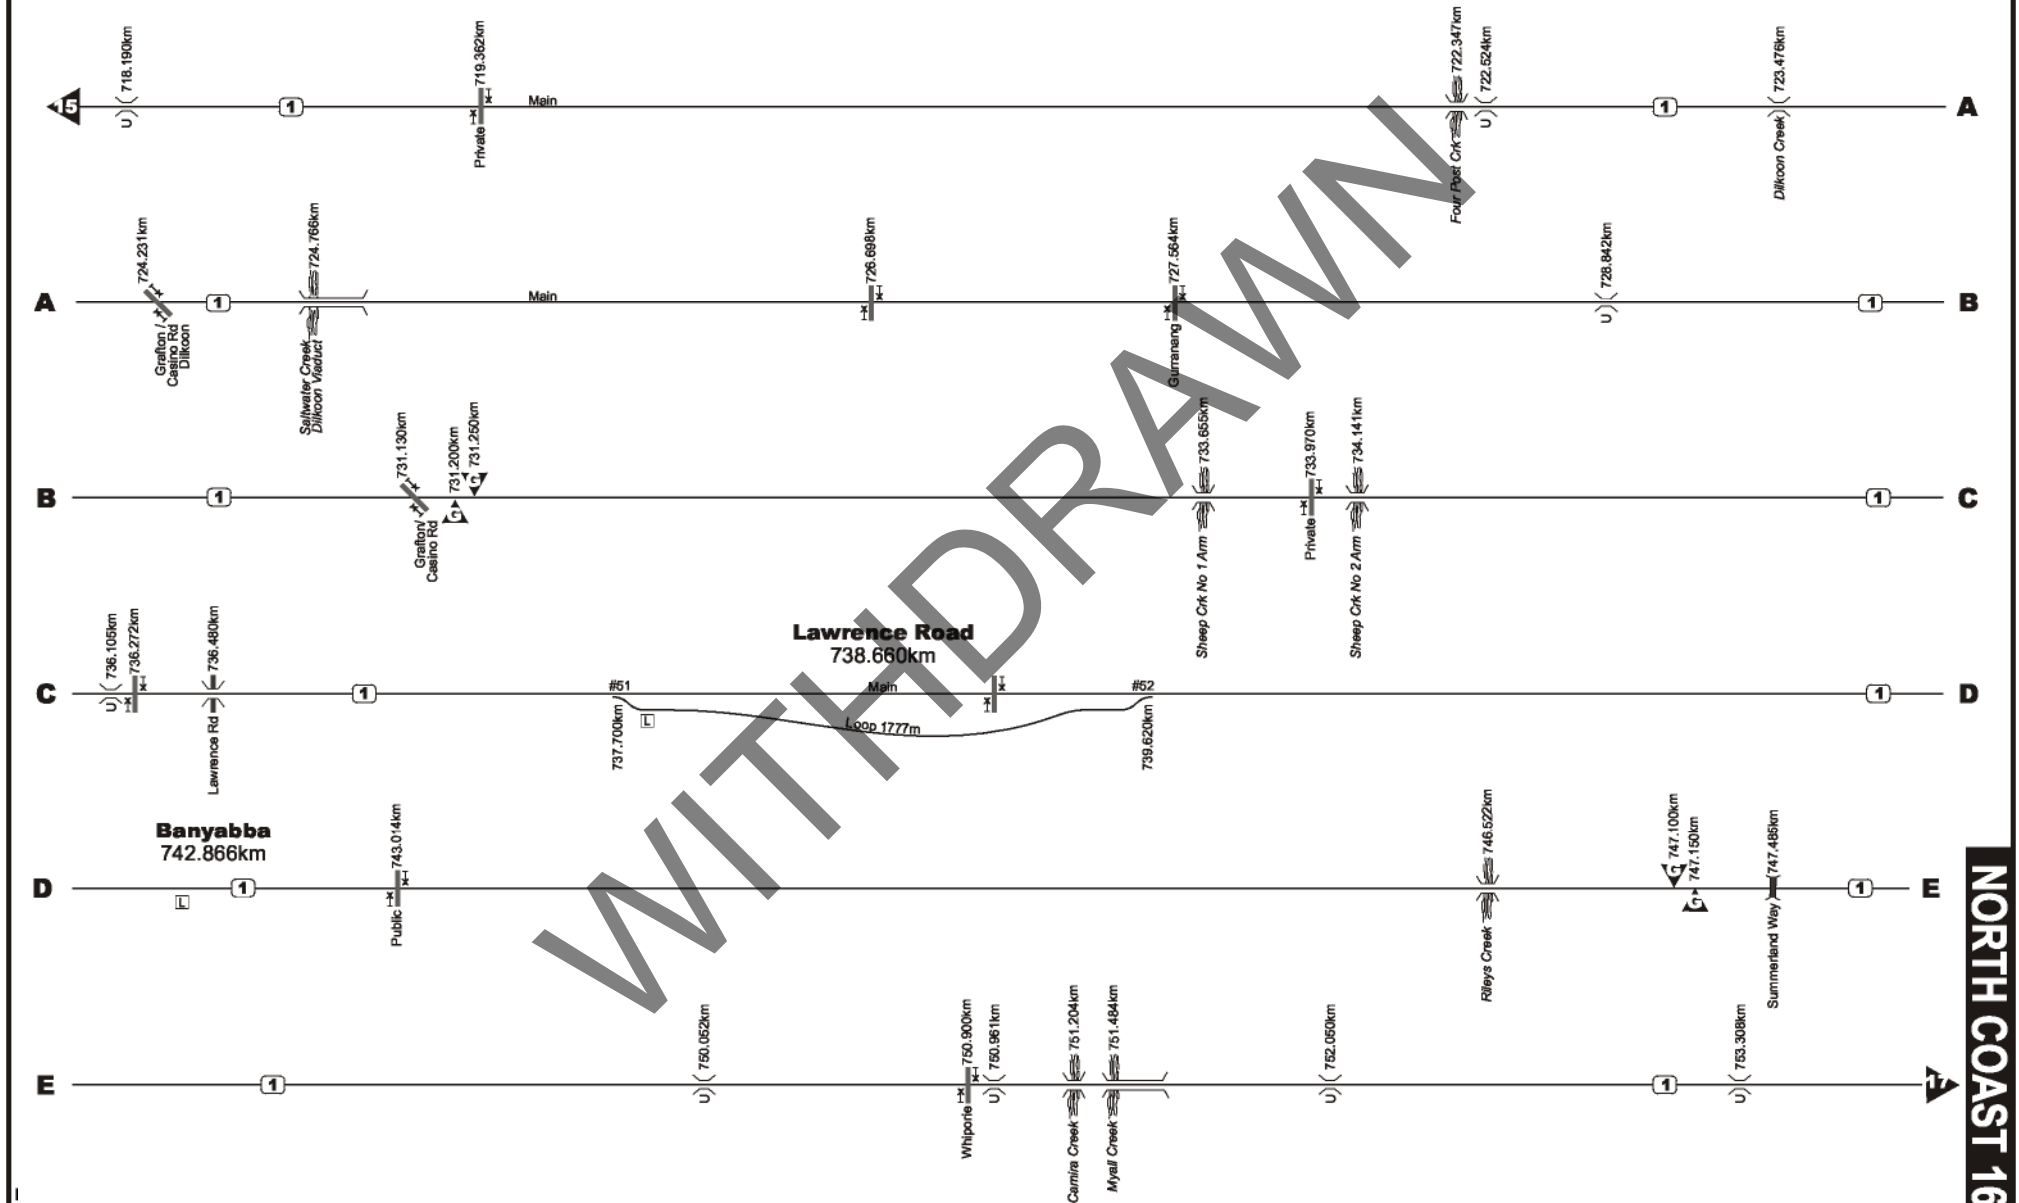 718.190km
719.362km
722.347km
722.524km
723.476km
15
U
1
Main
U
1
A
Private
Four Post Crk
Dilkoon Creek
724.231km
724.766km
726.698km
727.564km
728.842km
A
1
Main
U
1
B
Grafton /
Casino Rd
Dilkoon
Saltwater Creek
Dilkoon Viaduct
Gurranang
731.130km
731.200km
731.250km
733.655km
733.970km
734.141km
B
1
G
G
1
C
Grafton/
Casino Rd
Sheep Crk No 1 Arm
Private
Sheep Crk No 2 Arm
736.105km
736.272km
736.480km
Lawrence Road
738.660km
C
U
1
#51
Main
#52
1
D
Lawrence Rd
737.700km
L
Loop 1777m
739.620km
Banyabba
742.866km
743.014km
746.522km
747.100km
747.150km
747.485km
D
L
1
G
G
1
E
Public
Rileys Creek
Summerland Way
750.052km
750.900km
750.961km
751.204km
751.484km
752.050km
753.308km
E
1
U
U
U
1
U
17
Whiporie
Camira Creek
Myall Creek
NORTH COAST 16
WITHDRAWN